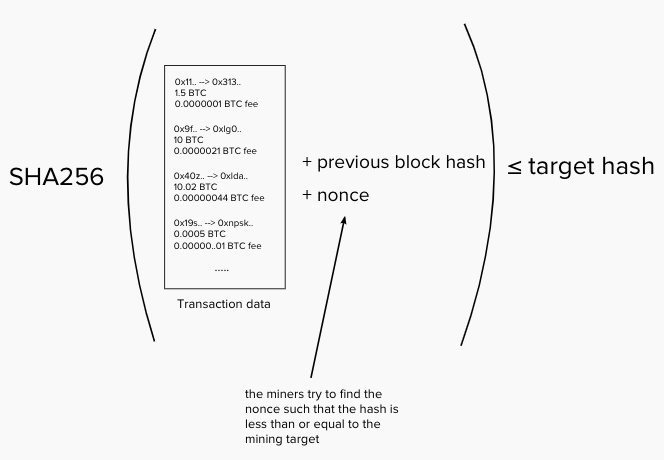 SHA256
0x11.. --> 0x313..
1.5 BTC
0.0000001 BTC fee
0x9f.. --> 0xlg0..
10 BTC
0.0000021 BTC fee
0x40z.. --> 0xlda..
10.02 BTC
0.00000044 BTC fee
0x19s.. --> 0xnpsk..
0.0005 BTC
0.00000..01 BTC fee
.....
Transaction data
+ previous block hash
+ nonce
≤ target hash
the miners try to find the
nonce such that the hash is
less than or equal to the
mining target